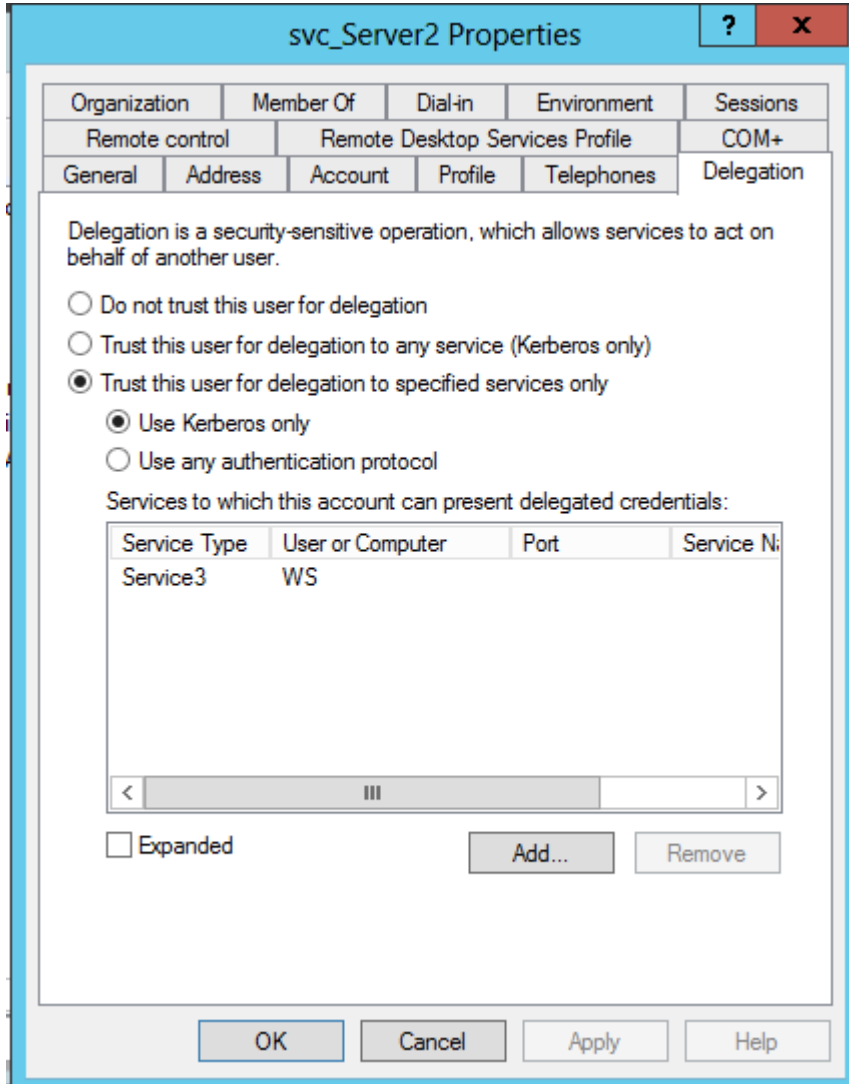 svc_Server2 Properties
? x
Organization Member Of Dial-in Environment Sessions
Remote control Remote Desktop Services Profile COM+
General Address Account Profile Telephones Delegation
Delegation is a security-sensitive operation, which allows services to act on
behalf of another user.
Do not trust this user for delegation
Trust this user for delegation to any service (Kerberos only)
Trust this user for delegation to specified services only
Use Kerberos only
Use any authentication protocol
Services to which this account can present delegated credentials:
Service Type User or Computer Port Service
Service3 WS
Expanded Add... Remove
OK Cancel Apply Help